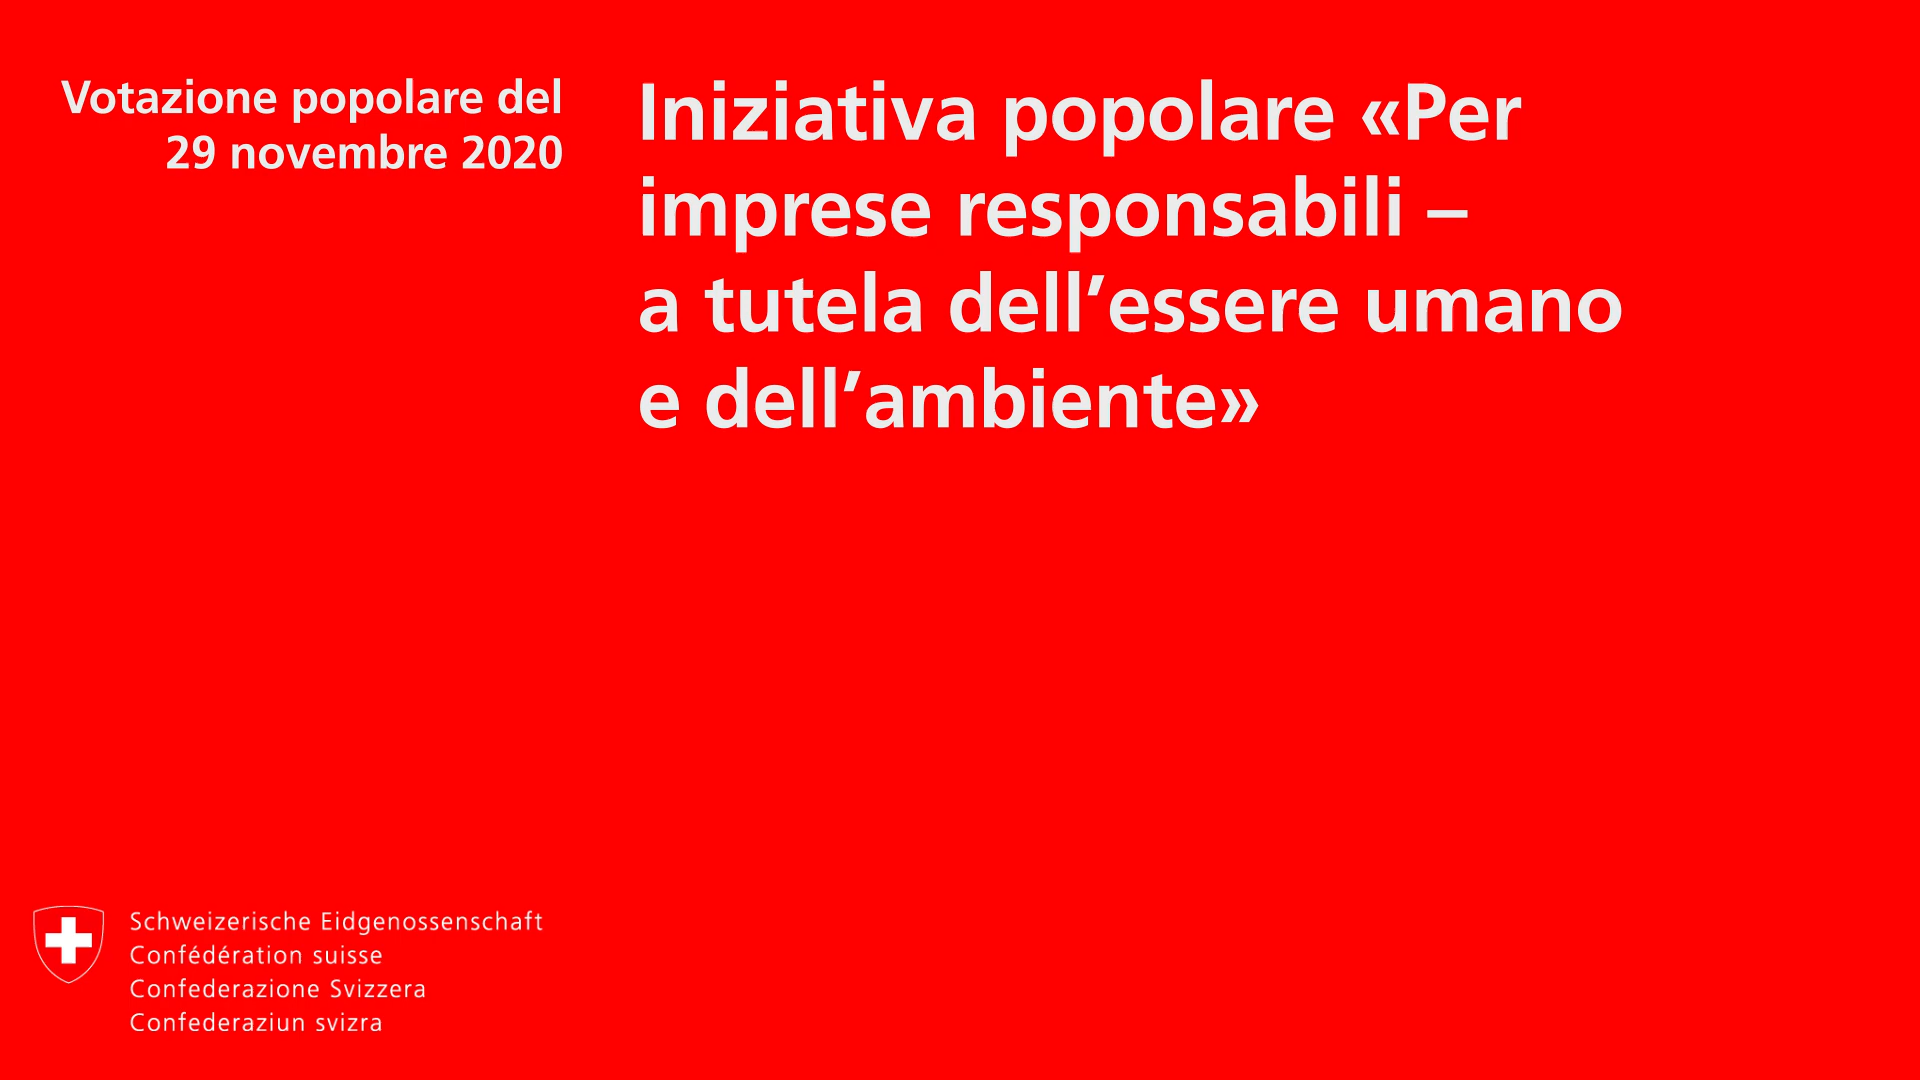 Votazione popolare del
29 novembre 2020
Iniziativa popolare «Per
imprese responsabili –
a tutela dell’essere umano
e dell’ambiente»
Schweizerische Eidgenossenschaft
Confédération suisse
Confederazione Svizzera
Confederaziun svizra